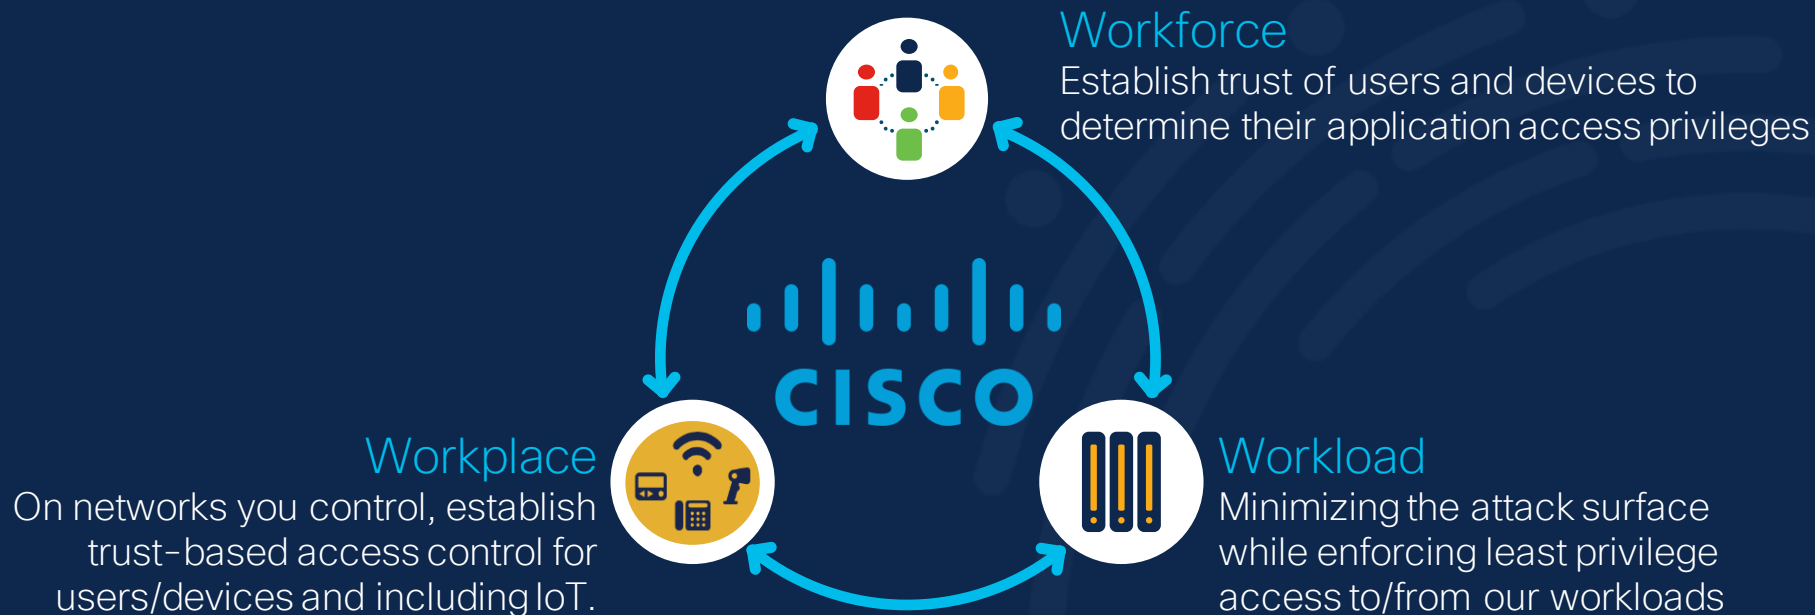 Workforce
Establish trust of users and devices to
determine their application access privileges
CISCO
Workplace
On networks you control, establish
trust-based access control for
users/devices and including IoT.
Workload
Minimizing the attack surface
while enforcing least privilege
access to/from our workloads